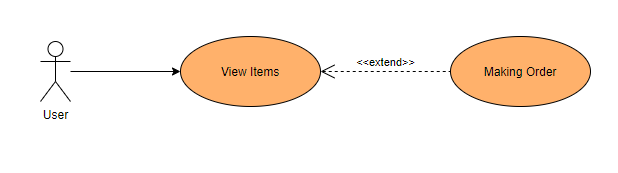 <<extend>>
View Items
Making Order
User